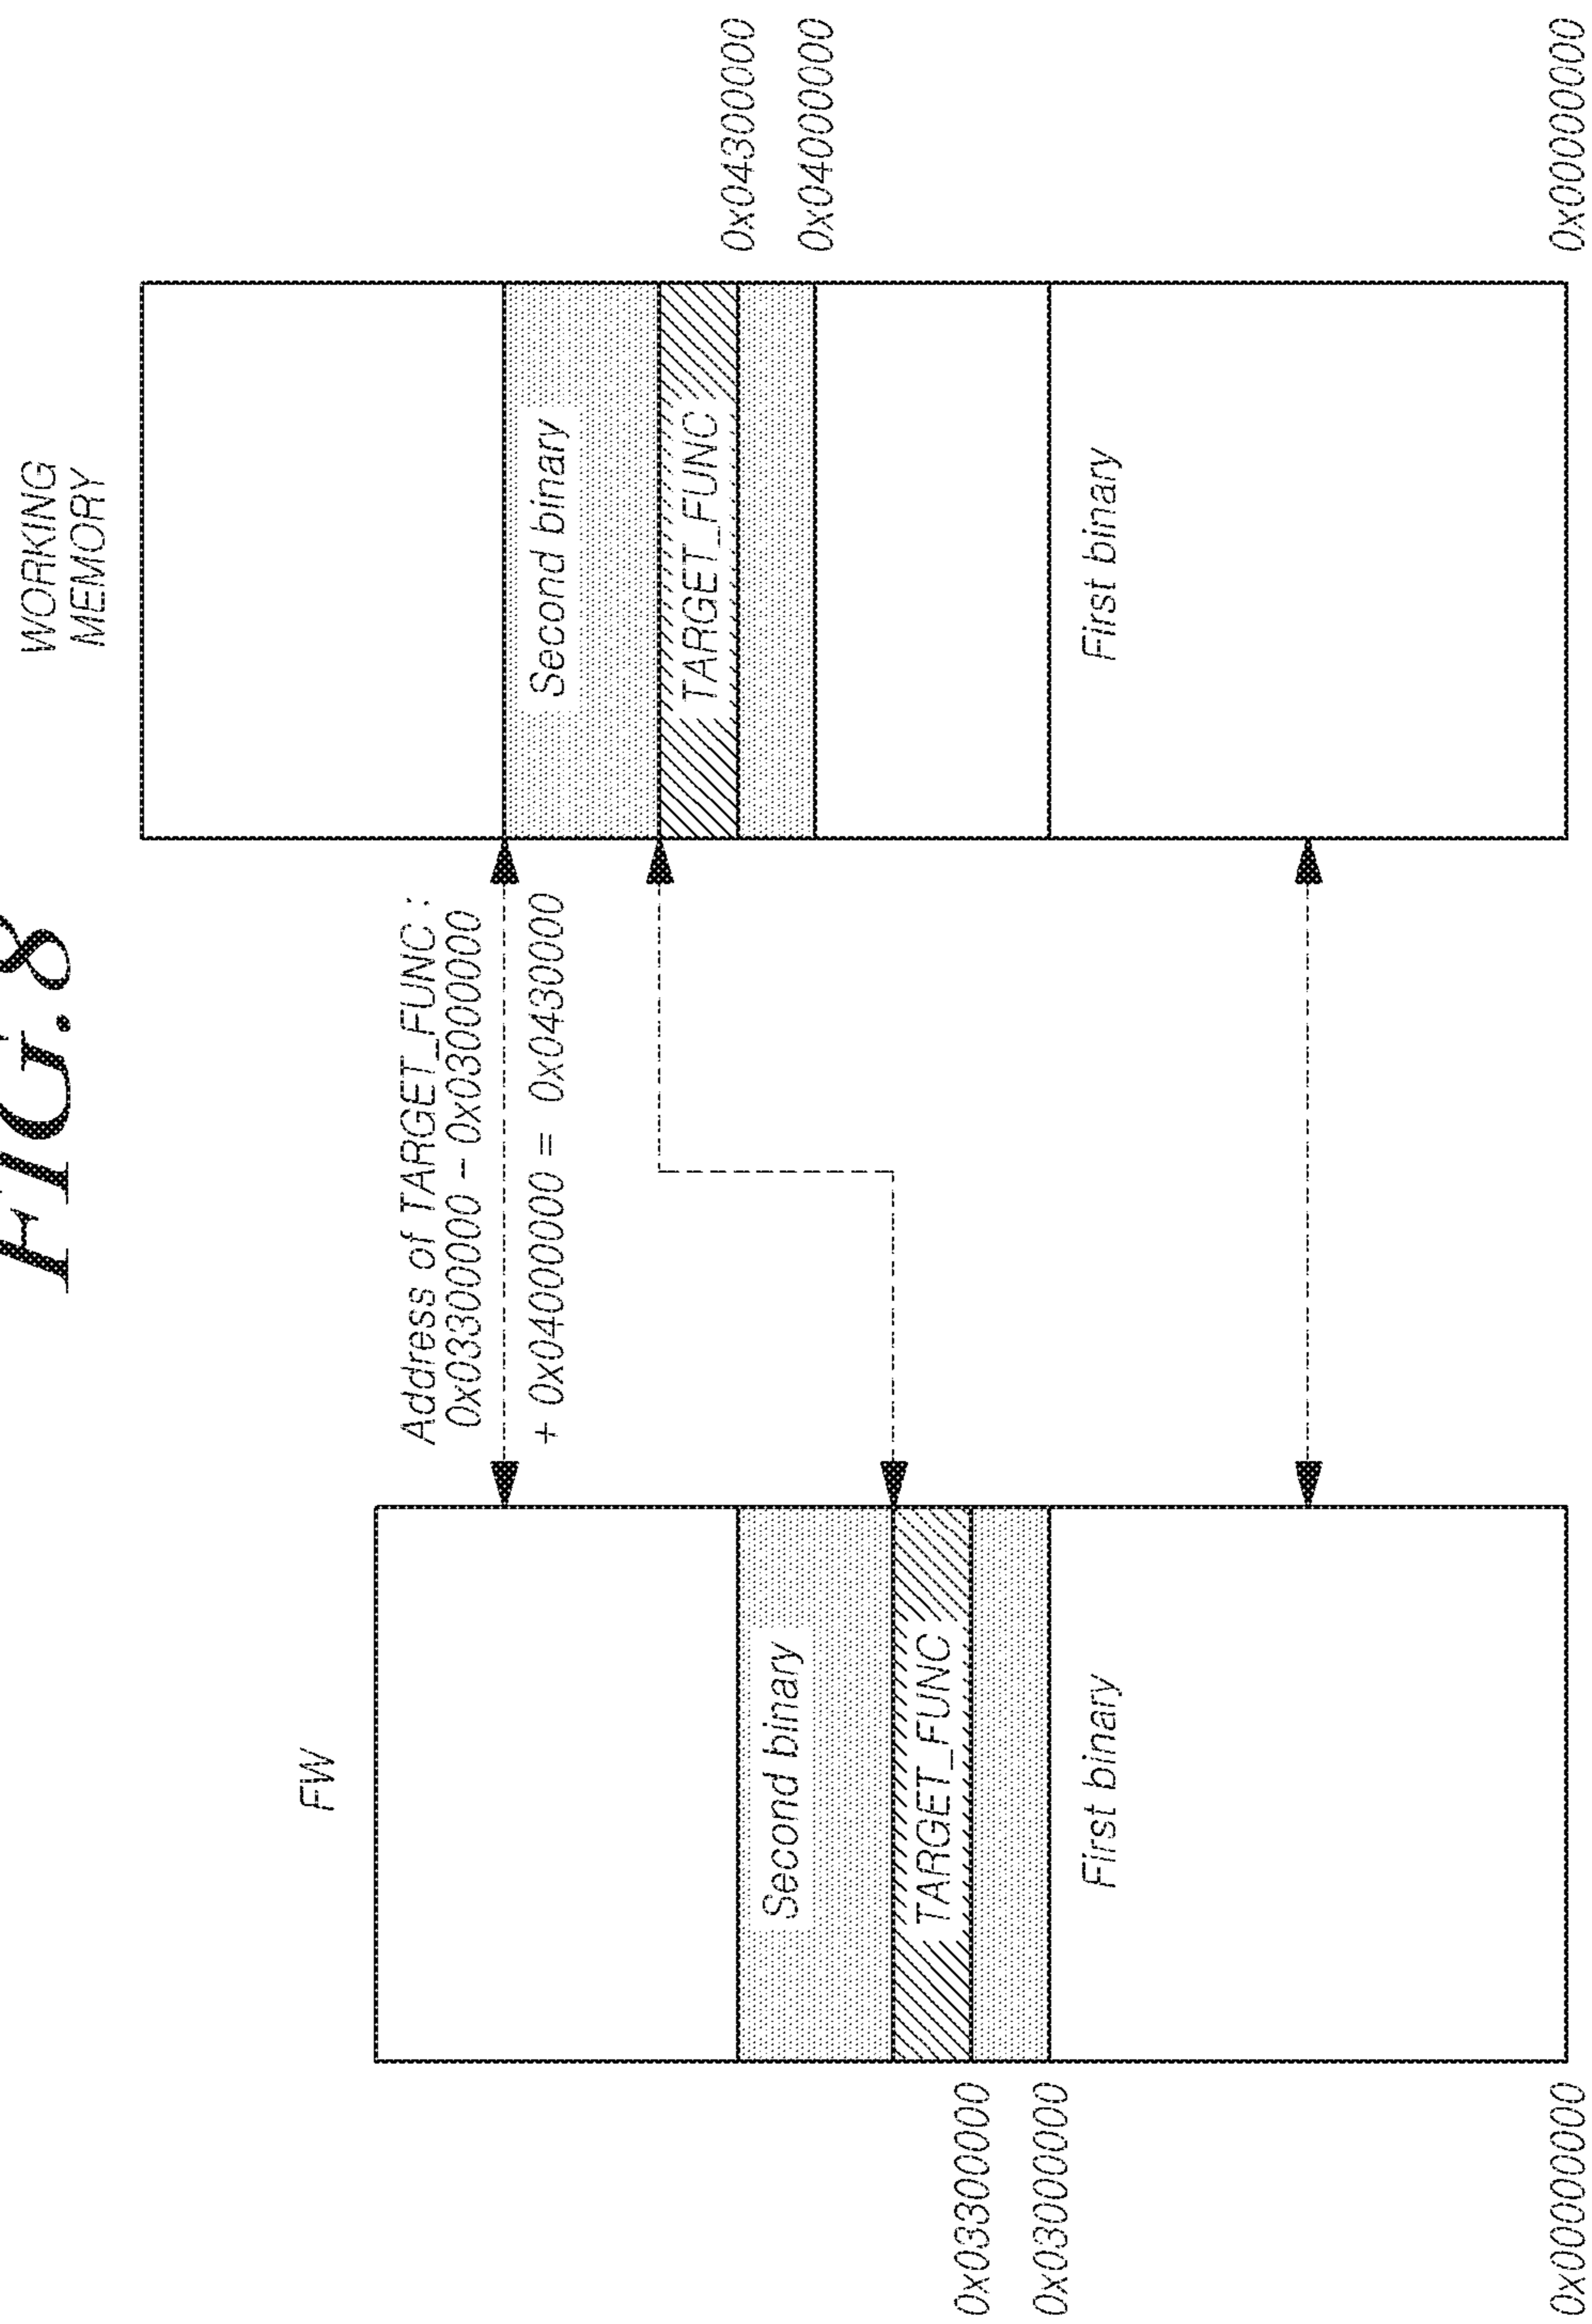 FIG.8
FW
WORKING
MEMORY
Address of TARGET_FUNC :
0x03300000 – 0x03000000
+ 0x04000000 = 0x0430000
Second binary
TARGET_FUNC
First binary
0x03300000
0x03000000
0x00000000
Second binary
TARGET_FUNC
First binary
0x04300000
0x04000000
0x00000000